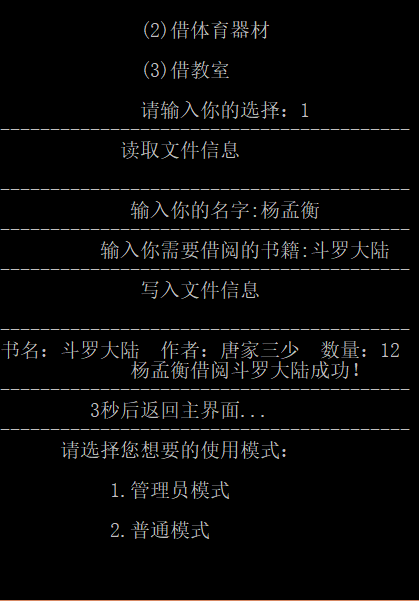 (2)借体育器材
(3)借教室
请输入你的选择：1
读取文件信息
输入你的名字:杨孟衡
输入你需要借阅的书籍:斗罗大陆
写入文件信息
书名：斗罗大陆  作者：唐家三少  数量：12
杨孟衡借阅斗罗大陆成功!
3秒后返回主界面...
请选择您想要的使用模式：
1.管理员模式
2.普通模式